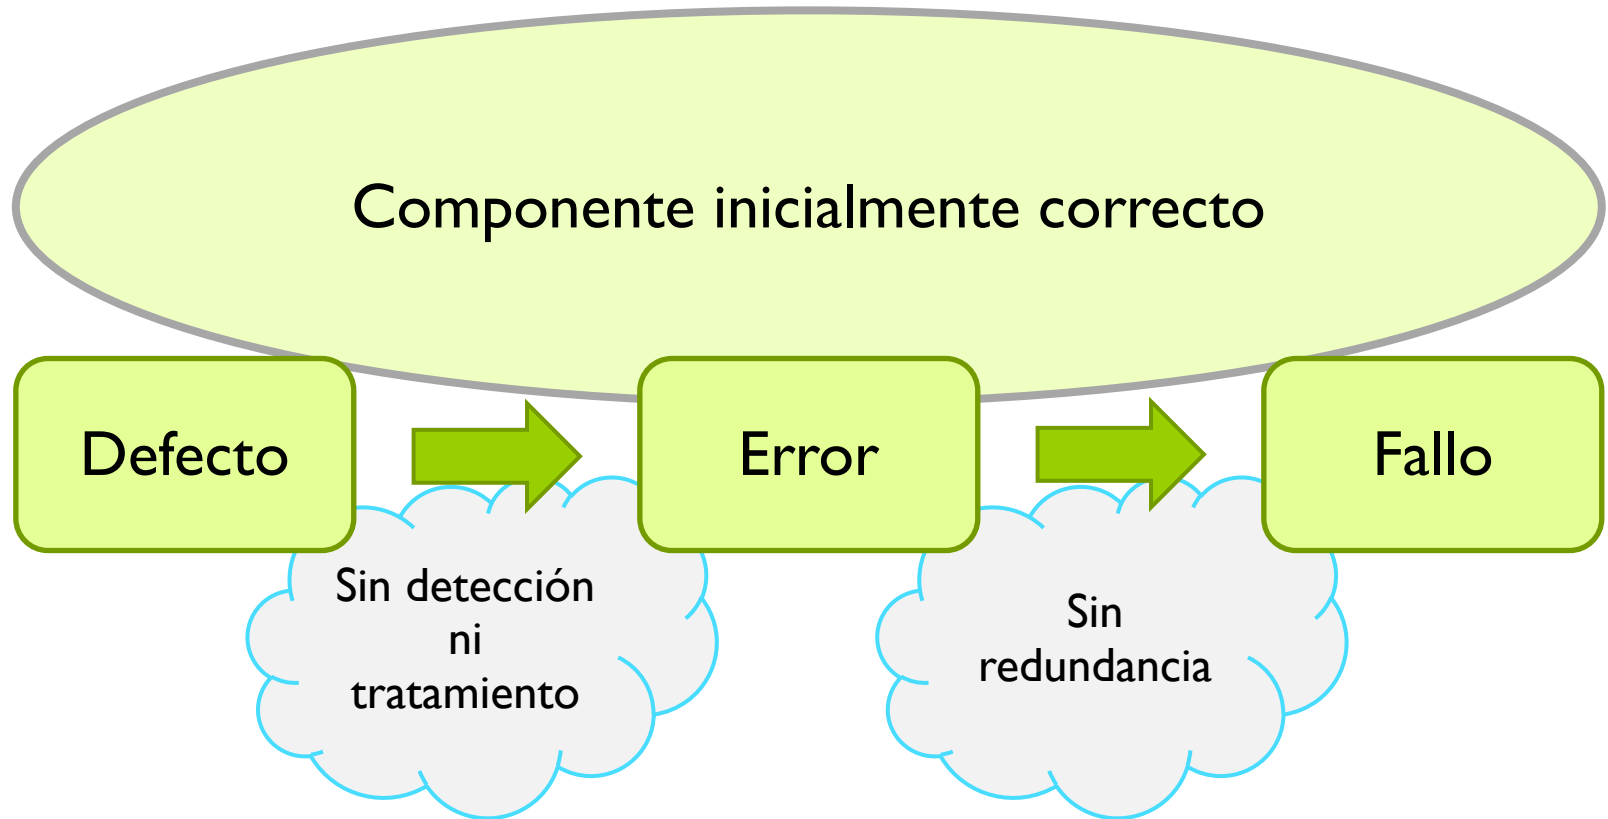 Componente inicialmente correcto
Defecto
Error
Fallo
Sin detección
ni
tratamiento
Sin
redundancia